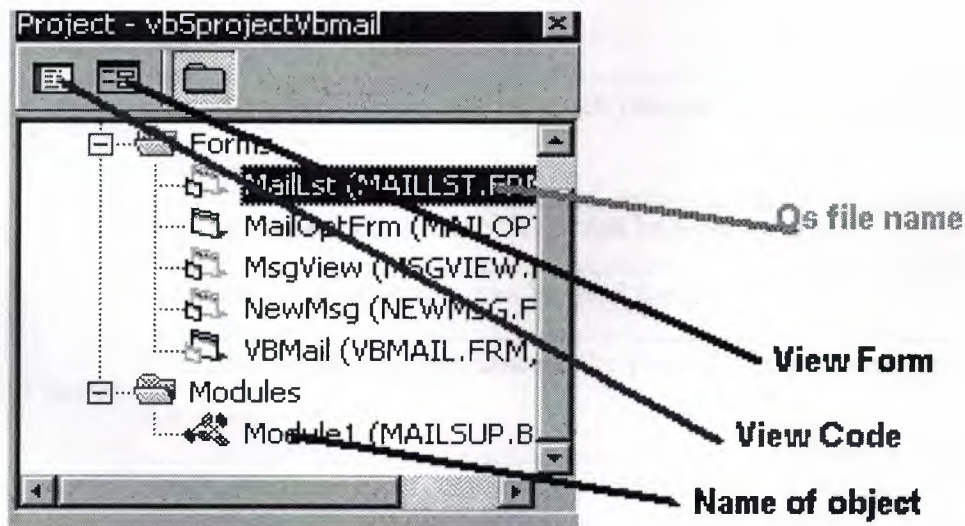 Project - vb5projectVbmail
Forms
MailLst (MAILLST.FRM
MailOptFrm (MAILOPT
MsgView (MSGVIEW.F
NewMsg (NEWMSG.F
VBMail (VBMAIL.FRM,
Modules
Module1 (MAILSUP.B
Os file name
View Form
View Code
Name of object